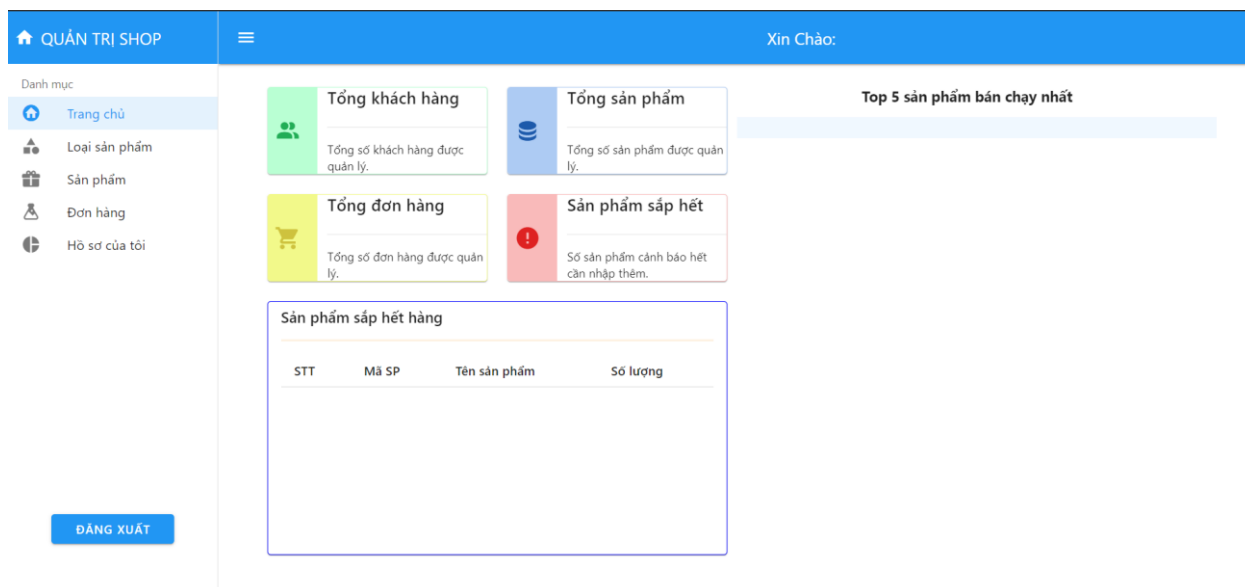 QUẢN TRỊ SHOP
Xin Chào:
Danh mục
Trang chủ
Loại sản phẩm
Sản phẩm
Đơn hàng
Hồ sơ của tôi
ĐĂNG XUẤT
Tổng khách hàng
Tổng số khách hàng được
quản lý.
Tổng sản phẩm
Tổng số sản phẩm được quản
lý.
Tổng đơn hàng
Tổng số đơn hàng được quản
lý.
Sản phẩm sắp hết
Số sản phẩm cảnh báo hết
cần nhập thêm.
Sản phẩm sắp hết hàng
STT Mã SP Tên sản phẩm Số lượng
Top 5 sản phẩm bán chạy nhất